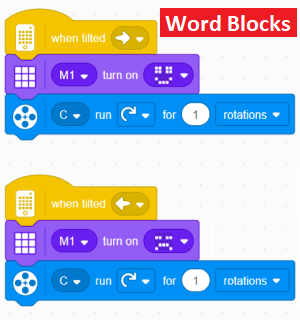 Word Blocks
when tilted
M1 turn on
C run for 1 rotations
when tilted
M1 turn on
C run for 1 rotations